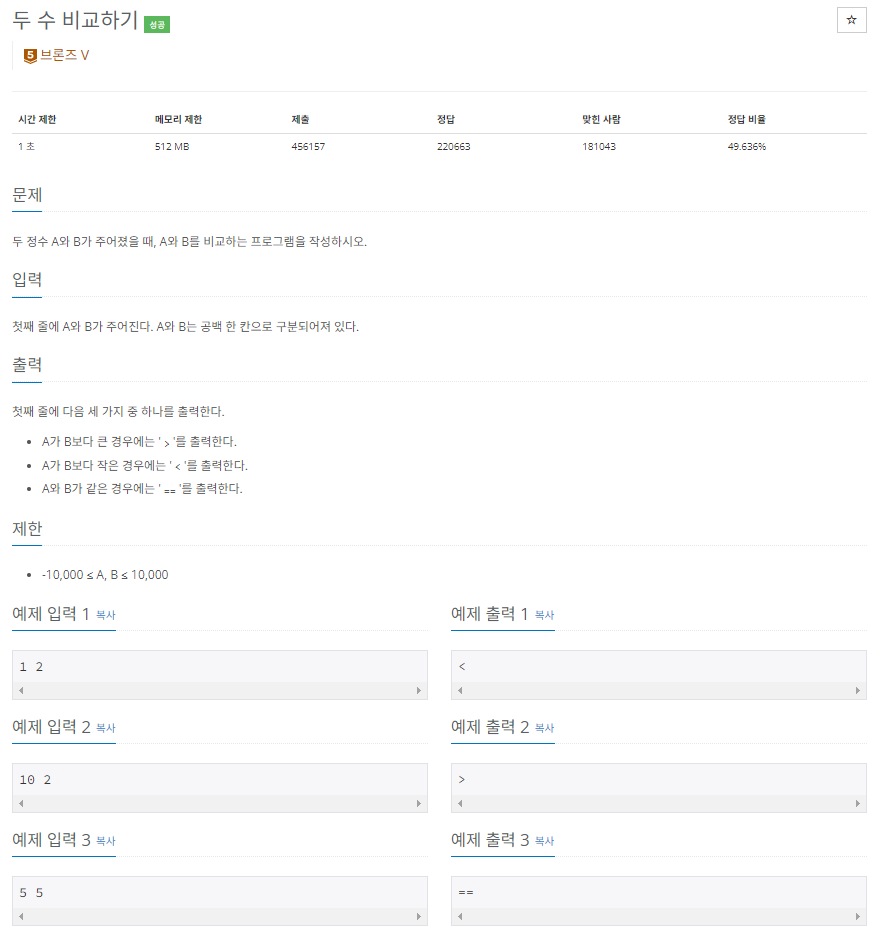 두 수 비교하기 성공
☆
5 브론즈 V
시간 제한 메모리 제한 제출 정답 맞힌 사람 정답 비율
1 초 512 MB 456157 220663 181043 49.636%
문제
두 정수 A와 B가 주어졌을 때, A와 B를 비교하는 프로그램을 작성하시오.
입력
첫째 줄에 A와 B가 주어진다. A와 B는 공백 한 칸으로 구분되어져 있다.
출력
첫째 줄에 다음 세 가지 중 하나를 출력한다.
• A가 B보다 큰 경우에는 ' > '를 출력한다.
• A가 B보다 작은 경우에는 ' < '를 출력한다.
• A와 B가 같은 경우에는 ' == '를 출력한다.
제한
• -10,000 ≤ A, B ≤ 10,000
예제 입력 1 복사
1 2
예제 출력 1 복사
<
예제 입력 2 복사
10 2
예제 출력 2 복사
>
예제 입력 3 복사
5 5
예제 출력 3 복사
==